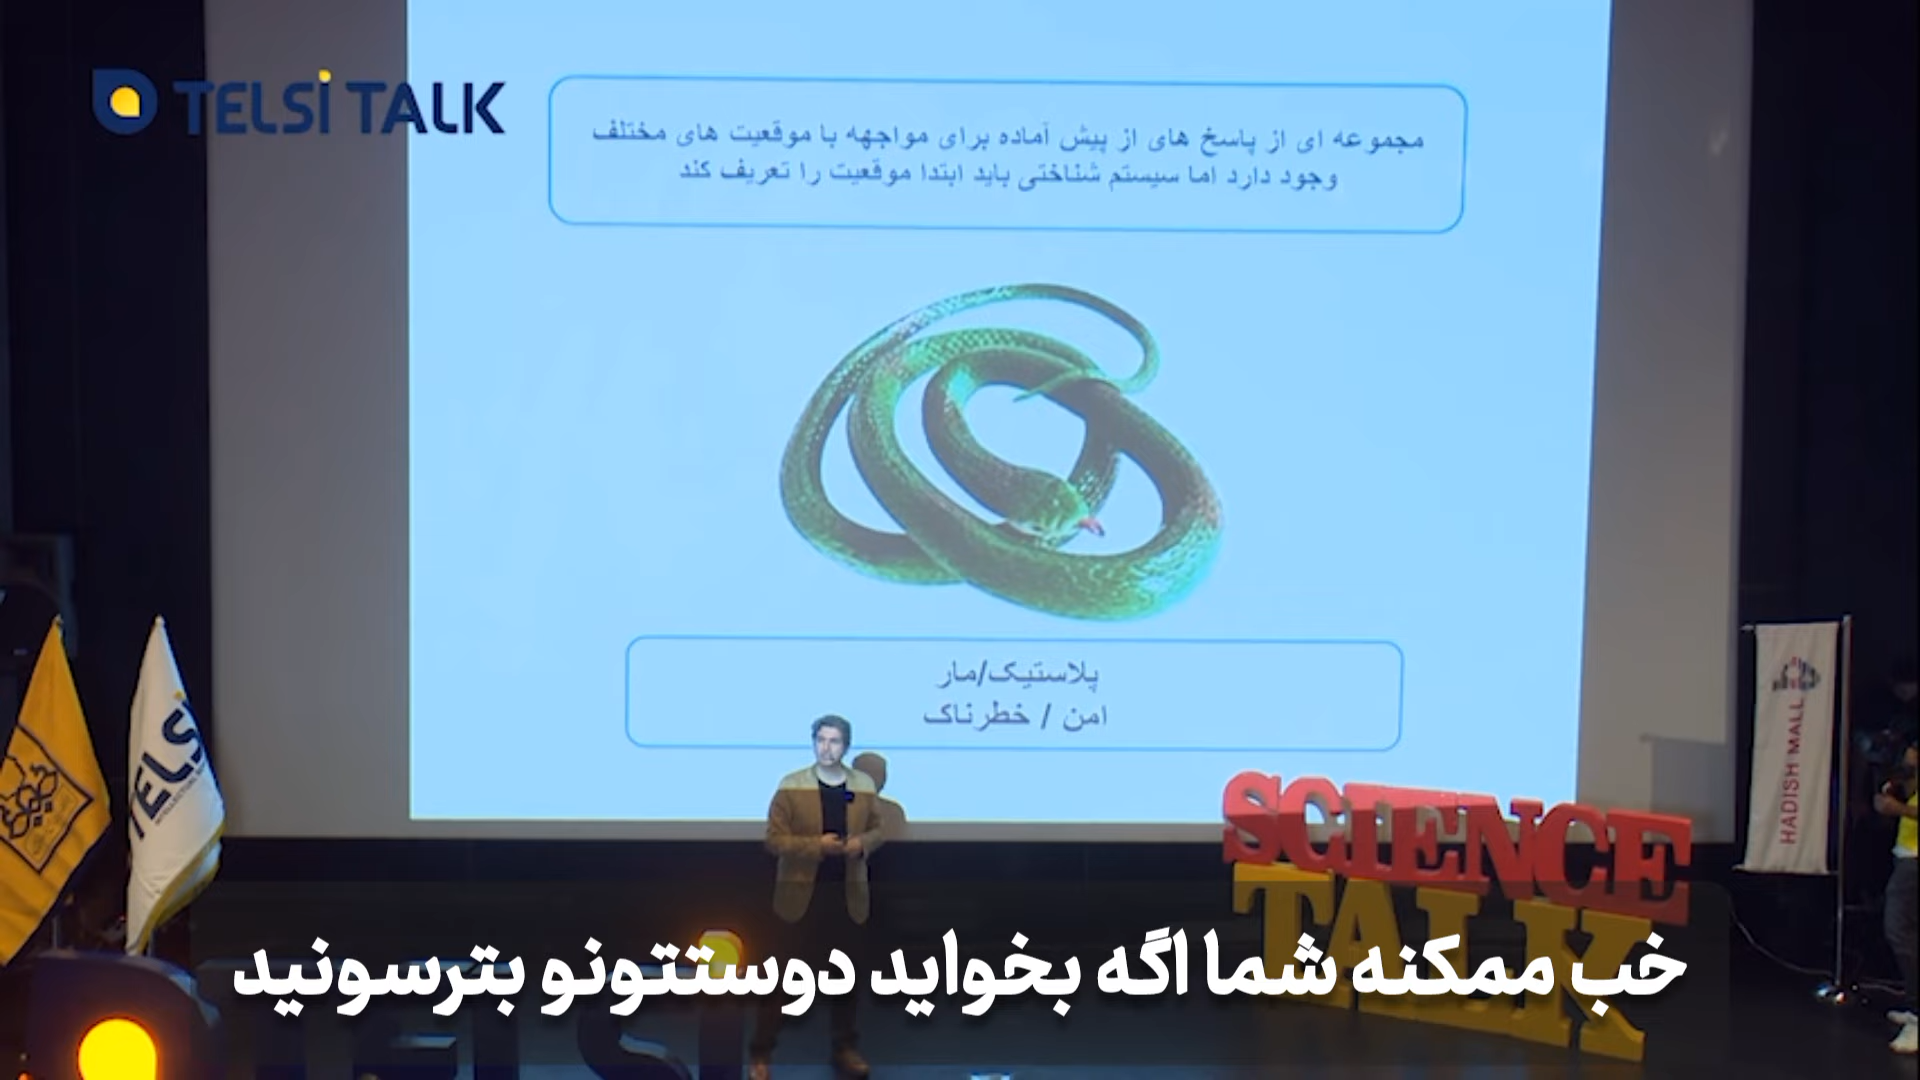 TELSI TALK
مجموعه ای از پاسخ های از پیش آماده برای مواجهه با موقعیت های مختلف
وجود دارد اما سیستم شناختی باید ابتدا موقعیت را تعریف کند
پلاستیک/مار
امن / خطرناک
TELSI
HADISH MALL
SCIENCE
TALK
خب ممکنه شما اگه بخواید دوستتونو بترسونید
TELSI